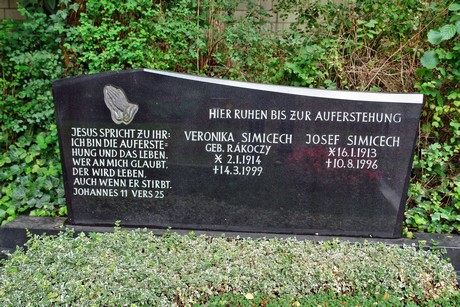 JESUS SPRICHT ZU IHR:
ICH BIN DIE AUFERSTE=
HUNG UND DAS LEBEN.
WER AN MICH GLAUBT,
DER WIRD LEBEN,
AUCH WENN ER STIRBT.
JOHANNES 11 VERS 25
HIER RUHEN BIS ZUR AUFERSTEHUNG
VERONIKA SIMICECH
GEB. RÁKOCZY
* 2.1.1914
+14.3.1999
JOSEF SIMICECH
*16.1.1913
+10.8.1996